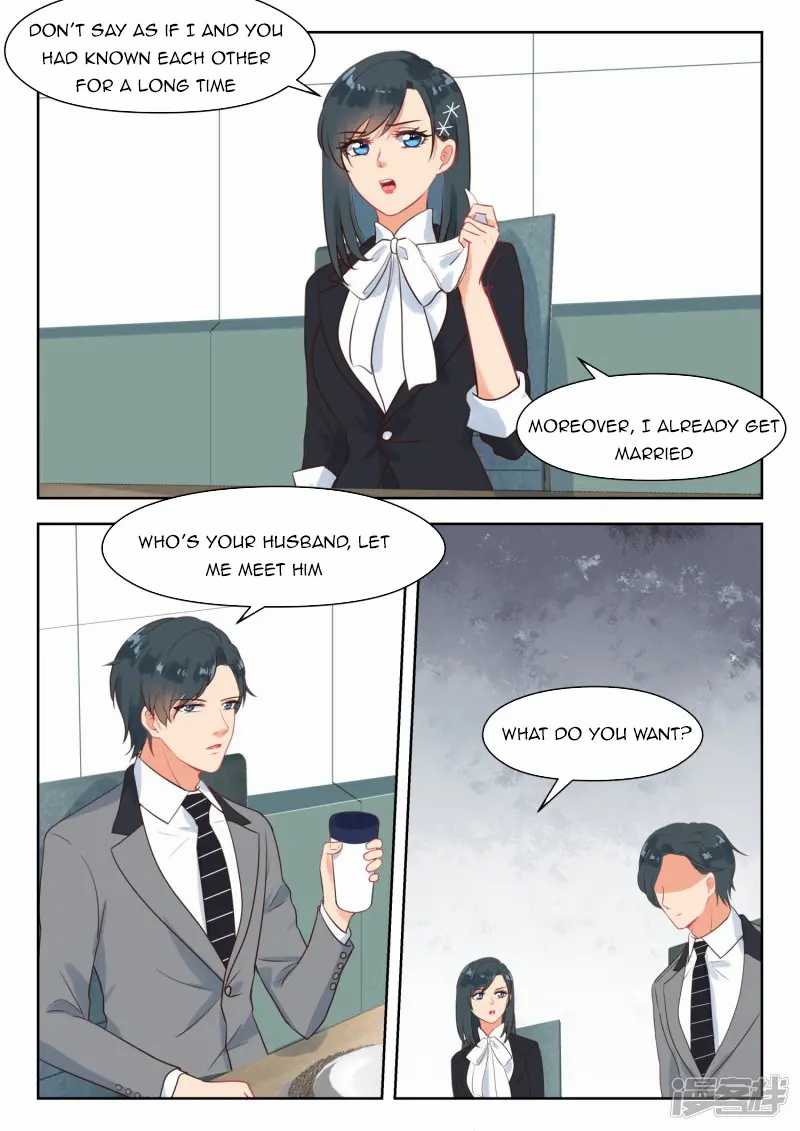 DON'T SAY AS IF I AND YOU
HAD KNOWN EACH OTHER
FOR A LONG TIME
MOREOVER, I ALREADY GET
MARRIED
WHO'S YOUR HUSBAND, LET
ME MEET HIM
WHAT DO YOU WANT?
漫客栈